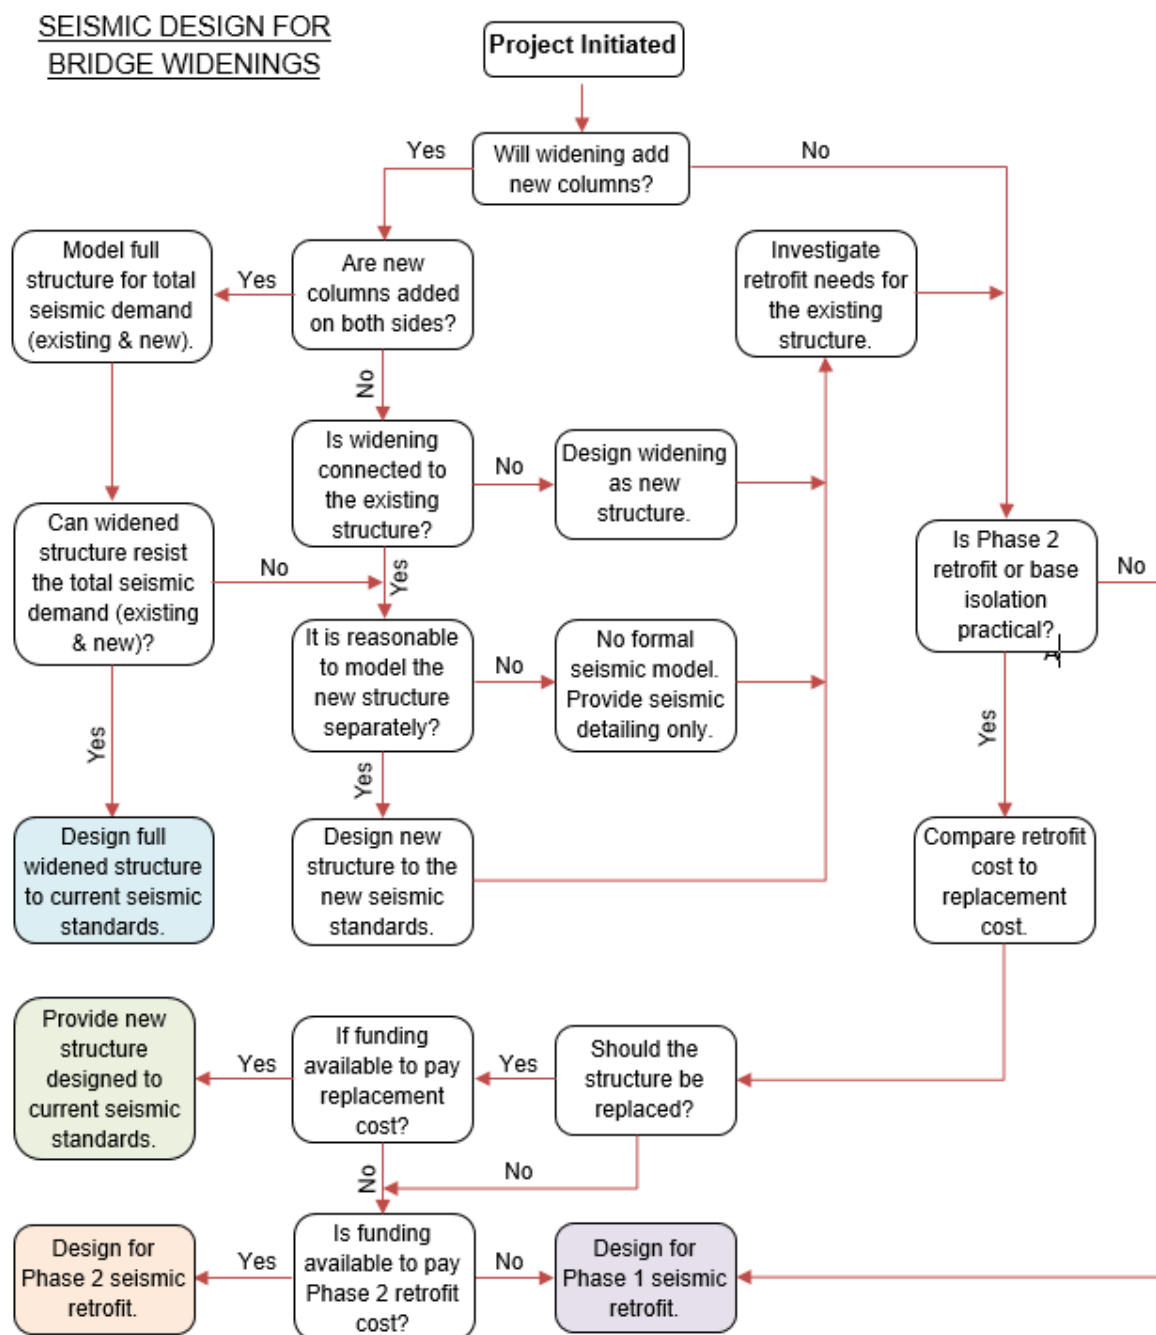 SEISMIC DESIGN FOR
BRIDGE WIDENINGS
Project Initiated
Will widening add
new columns?
Yes
No
Are new
columns added
on both sides?
Yes
No
Model full
structure for total
seismic demand
(existing & new).
Investigate
retrofit needs for
the existing
structure.
Is widening
connected to
the existing
structure?
No
Yes
Design widening
as new
structure.
Can widened
structure resist
the total seismic
demand (existing
& new)?
No
Yes
It is reasonable
to model the
new structure
separately?
No
Yes
No formal
seismic model.
Provide seismic
detailing only.
Is Phase 2
retrofit or base
isolation
practical?
No
Yes
Design full
widened structure
to current seismic
standards.
Design new
structure to the
new seismic
standards.
Compare retrofit
cost to
replacement
cost.
Should the
structure be
replaced?
Yes
No
If funding
available to pay
replacement
cost?
Yes
No
Provide new
structure
designed to
current seismic
standards.
Is funding
available to pay
Phase 2 retrofit
cost?
Yes
No
Design for
Phase 2 seismic
retrofit.
Design for
Phase 1 seismic
retrofit.